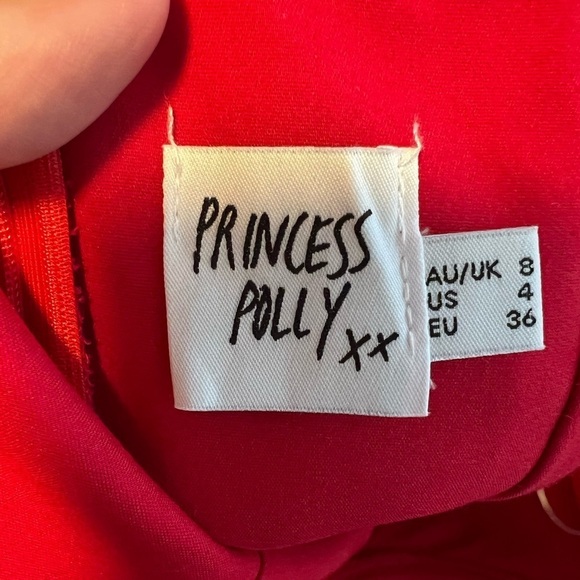 PRINCESS
POLLY xx
AU/UK 8
US 4
EU 36